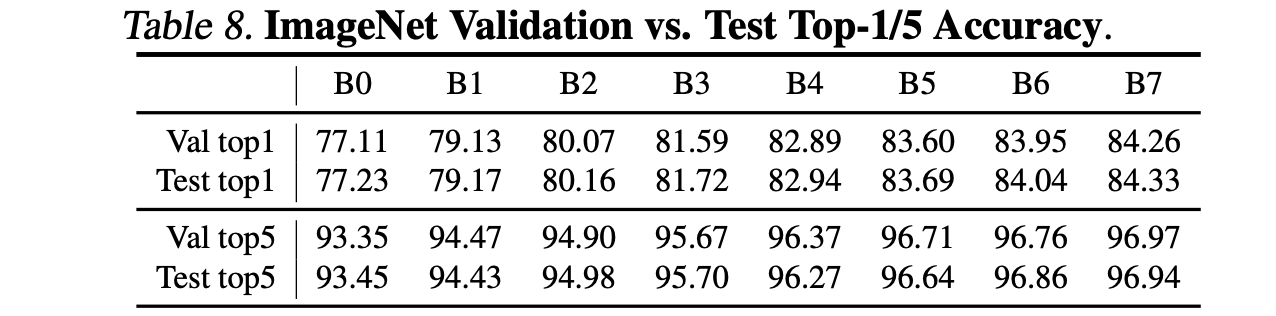 Table 8. ImageNet Validation vs. Test Top-1/5 Accuracy.
B0 B1 B2 B3 B4 B5 B6 B7
Val top1 77.11 79.13 80.07 81.59 82.89 83.60 83.95 84.26
Test top1 77.23 79.17 80.16 81.72 82.94 83.69 84.04 84.33
Val top5 93.35 94.47 94.90 95.67 96.37 96.71 96.76 96.97
Test top5 93.45 94.43 94.98 95.70 96.27 96.64 96.86 96.94